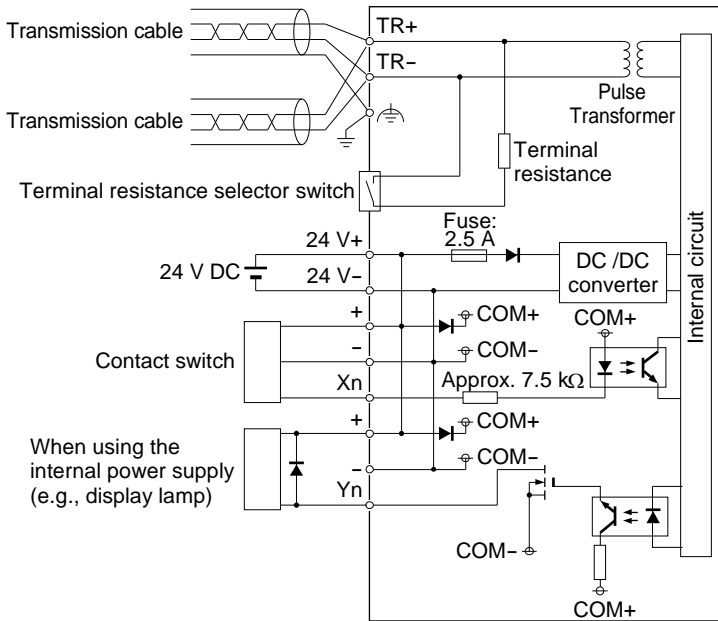 Transmission cable
TR+
TR–
Pulse
Transformer
Transmission cable
Terminal
resistance
Terminal resistance selector switch
Internal circuit
Fuse:
2.5 A
24 V+
24 V DC
24 V–
DC /DC
converter
+
COM+
COM+
Contact switch
–
COM–
Xn
Approx. 7.5 kΩ
+
COM+
When using the
internal power supply
(e.g., display lamp)
–
COM–
Yn
COM–
COM+